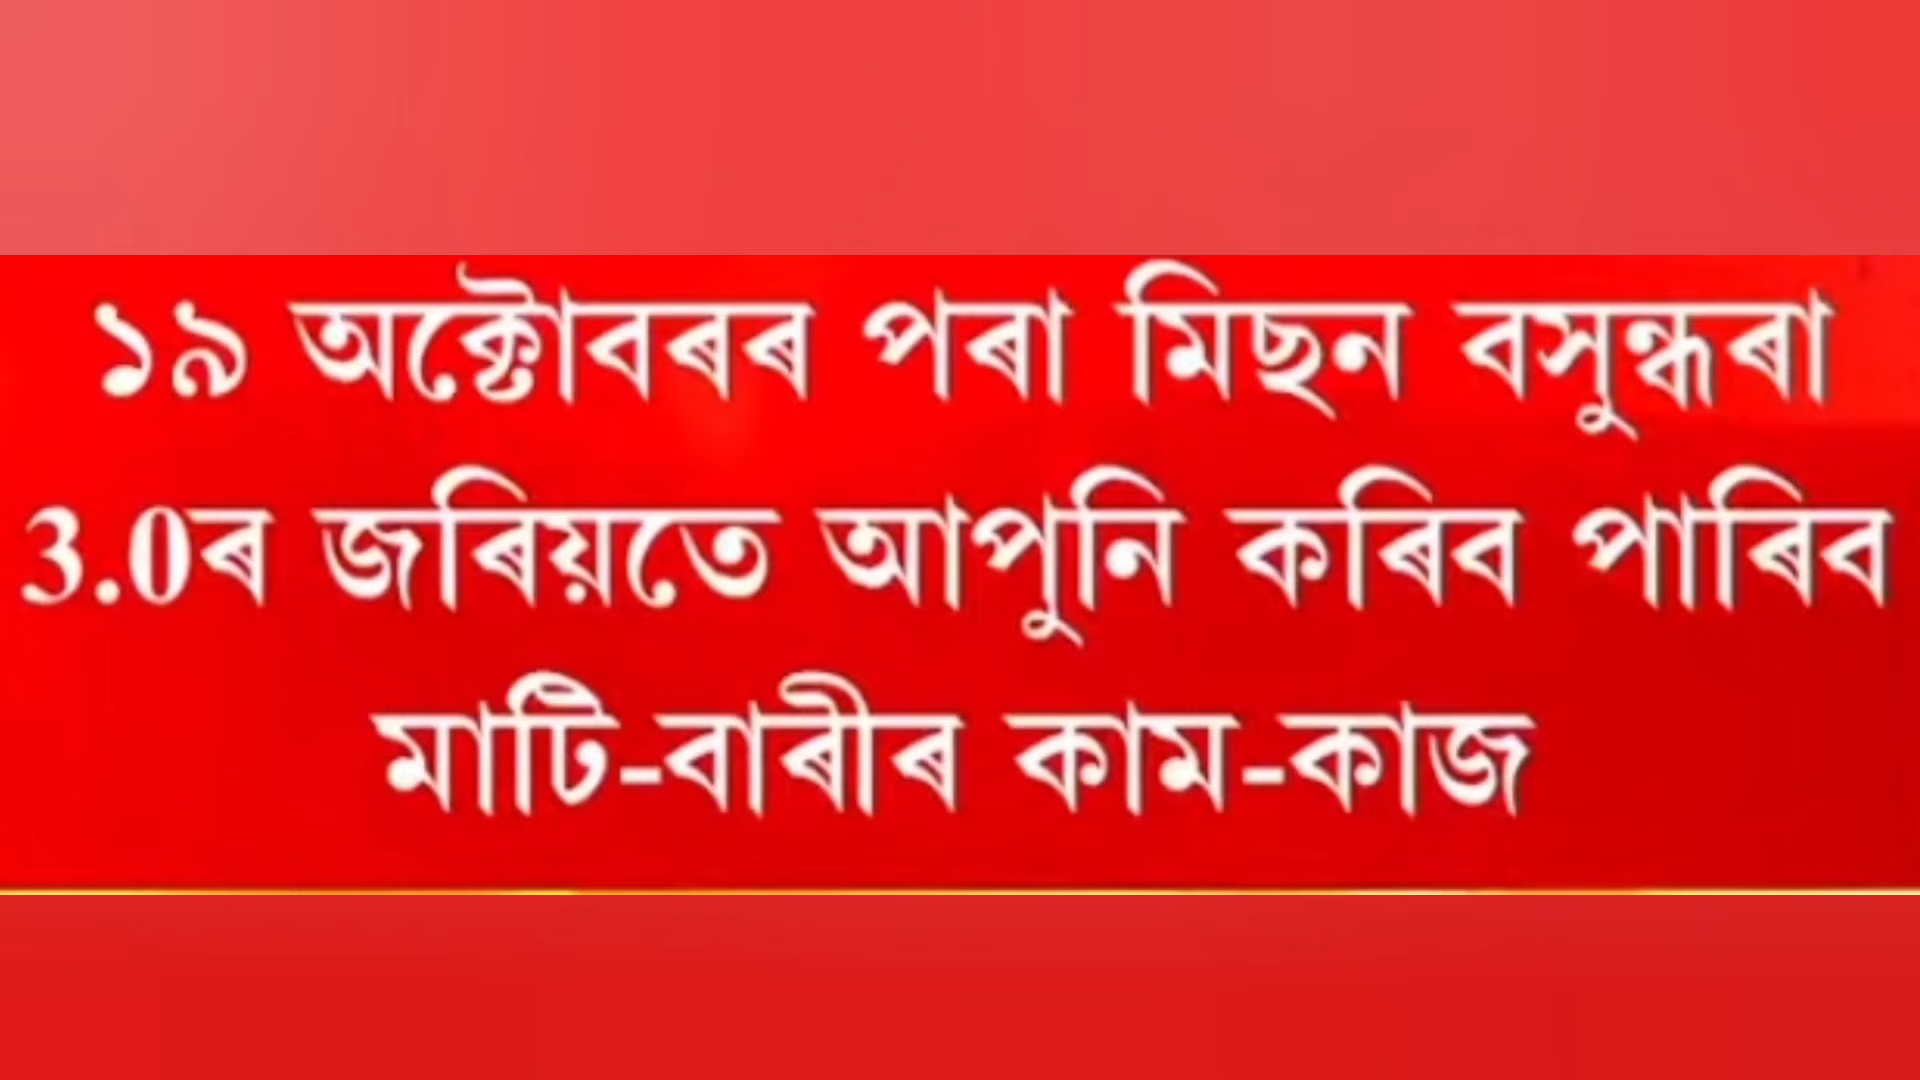 ১৯ অক্টৌবৰৰ পৰা মিছন বসুন্ধৰা
3.0ৰ জৰিয়তে আপুনি কৰিব পাৰিব
মাটি-বাৰীৰ কাম-কাজ